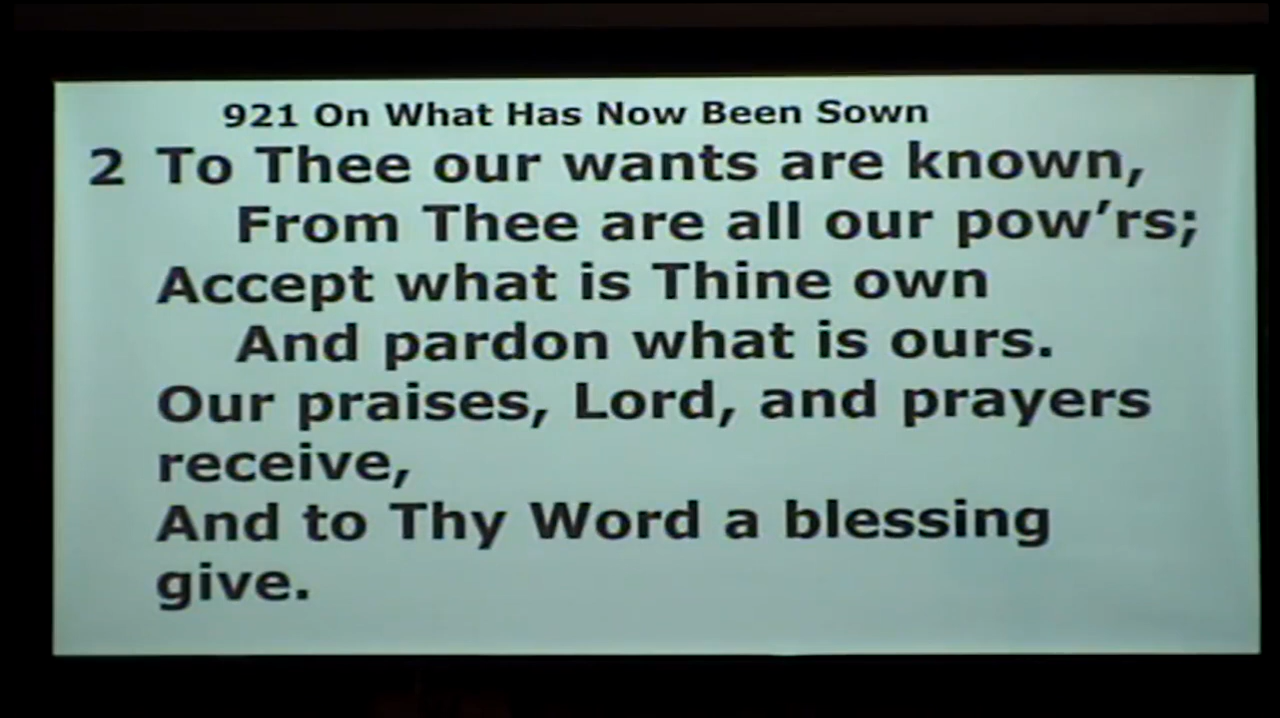 921 On What Has Now Been Sown
2 To Thee our wants are known,
From Thee are all our pow’rs;
Accept what is Thine own
And pardon what is ours.
Our praises, Lord, and prayers
receive,
And to Thy Word a blessing
give.